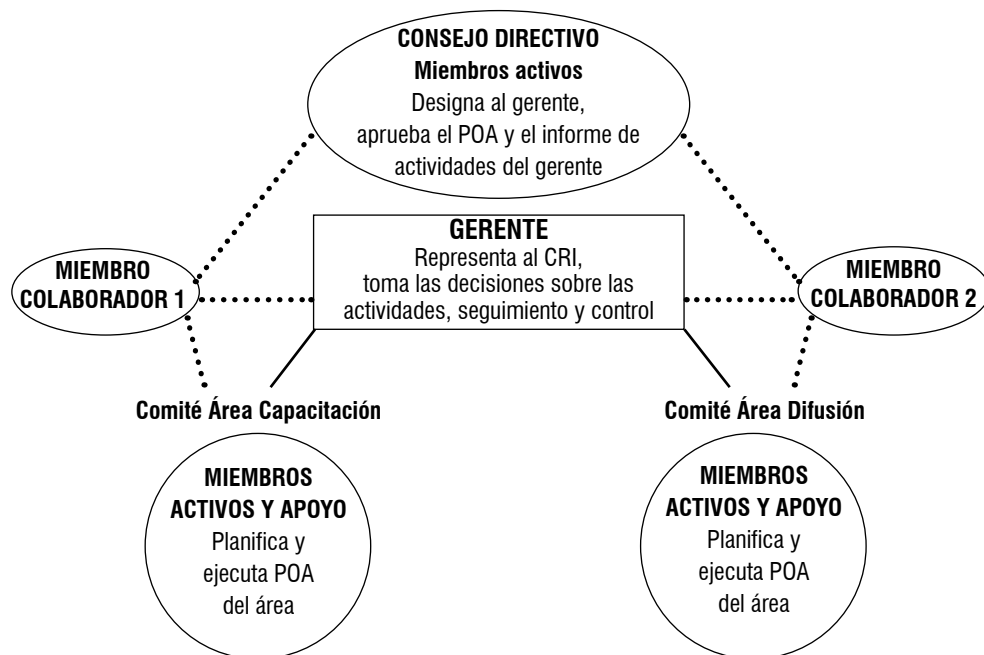 CONSEJO DIRECTIVO
Miembros activos
Designa al gerente,
aprueba el POA y el informe de
actividades del gerente
GERENTE
Representa al CRI,
toma las decisiones sobre las
actividades, seguimiento y control
MIEMBRO
COLABORADOR 1
MIEMBRO
COLABORADOR 2
Comité Área Capacitación
MIEMBROS
ACTIVOS Y APOYO
Planifica y
ejecuta POA
del área
Comité Área Difusión
MIEMBROS
ACTIVOS Y APOYO
Planifica y
ejecuta POA
del área